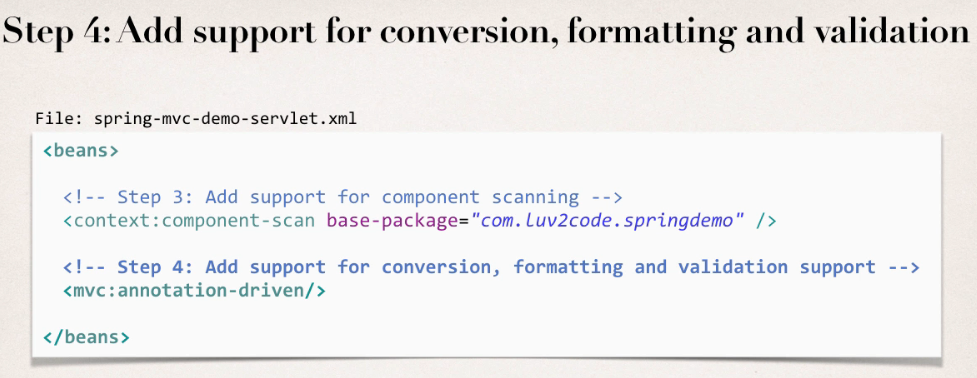 Step 4: Add support for conversion, formatting and validation
File: spring-mvc-demo-servlet.xml
<beans>
<!-- Step 3: Add support for component scanning -->
<context:component-scan base-package="com.luv2code.springdemo" />
<!-- Step 4: Add support for conversion, formatting and validation support -->
<mvc:annotation-driven/>
</beans>